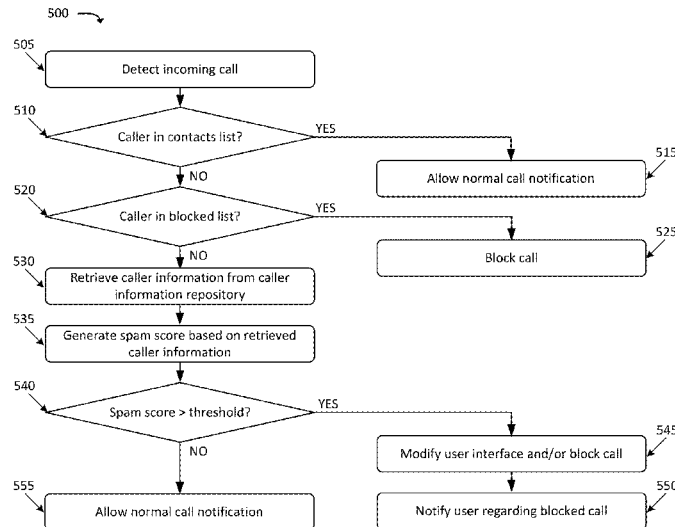 500
505
Detect incoming call
510
Caller in contacts list?
YES
515
Allow normal call notification
NO
520
Caller in blocked list?
YES
525
Block call
NO
530
Retrieve caller information from caller
information repository
535
Generate spam score based on retrieved
caller information
540
Spam score > threshold?
YES
545
Modify user interface and/or block call
NO
550
Notify user regarding blocked call
555
Allow normal call notification